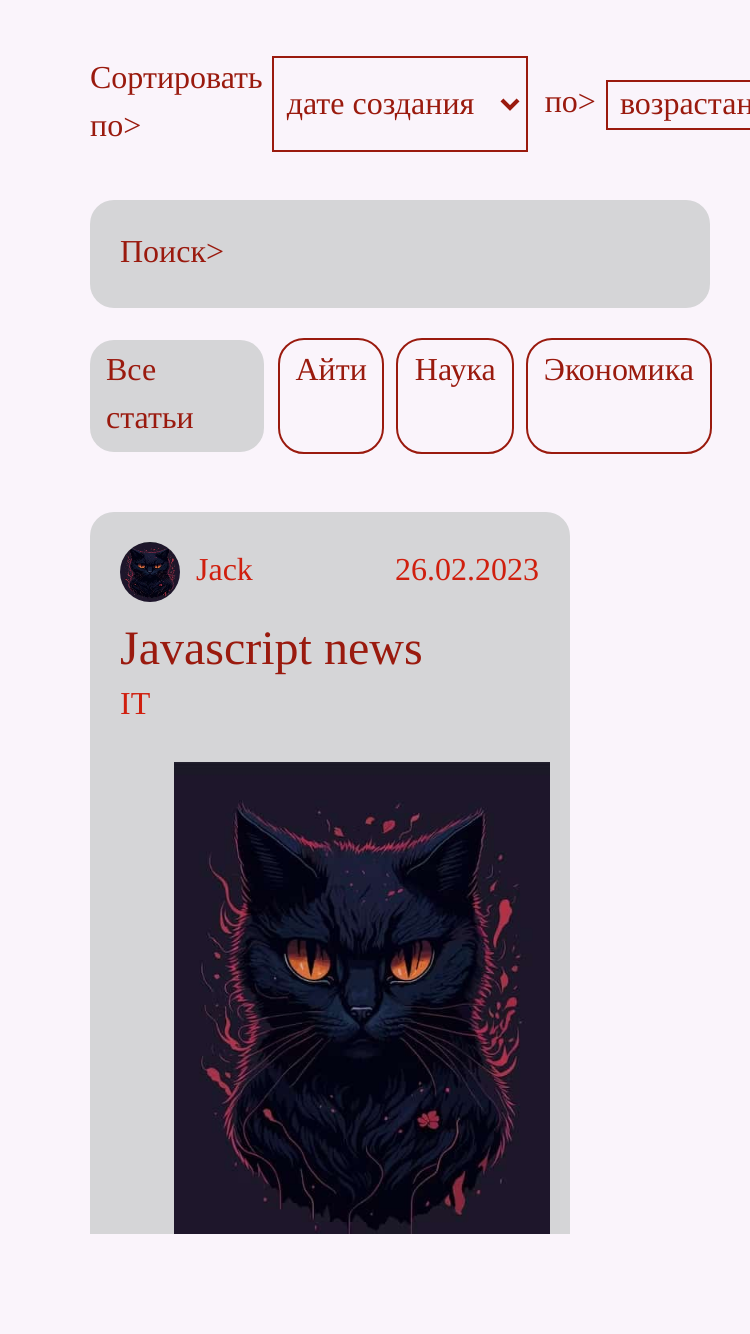 Сортировать по> дате создания по> возрастан
Поиск>
Все статьи Айти Наука Экономика
Jack 26.02.2023
Javascript news
IT